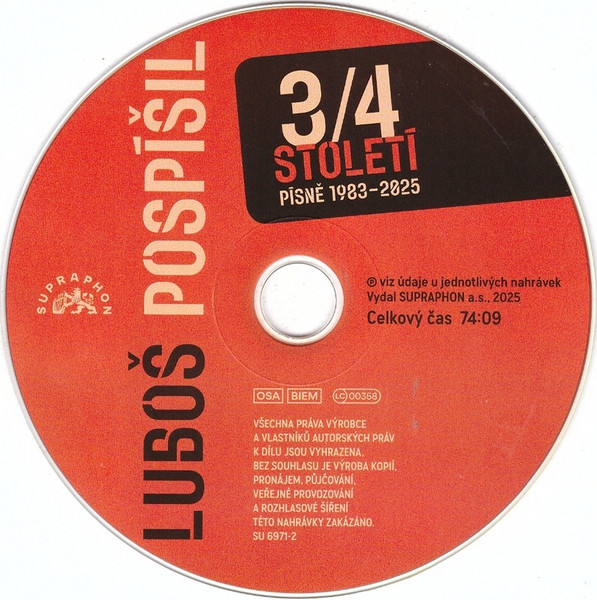 LUBOŠ POSPÍŠIL
3/4
STOLETÍ
PÍSNĚ 1983–2025
SUPRAPHON
℗ viz údaje u jednotlivých nahrávek
Vydal SUPRAPHON a.s., 2025
Celkový čas 74:09
OSA BIEM LC 00358
VŠECHNA PRÁVA VÝROBCE
A VLASTNÍKŮ AUTORSKÝCH PRÁV
K DÍLU JSOU VYHRAZENA.
BEZ SOUHLASU JE VÝROBA KOPIÍ,
PRONÁJEM, PŮJČOVÁNÍ,
VEŘEJNÉ PROVOZOVÁNÍ
A ROZHLASOVÉ ŠÍŘENÍ
TÉTO NAHRÁVKY ZAKÁZÁNO.
SU 6971-2